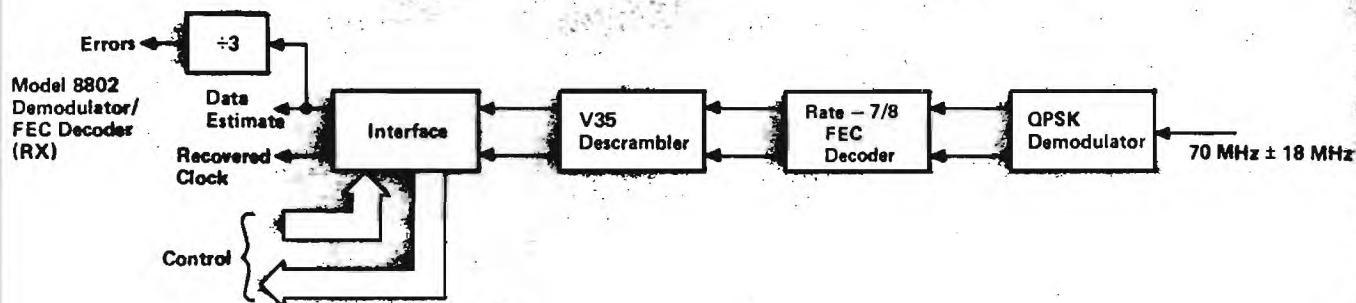 Errors
÷3
Model 8802
Demodulator/
FEC Decoder
(RX)
Data
Estimate
Recovered
Clock
Interface
V35
Descrambler
Rate – 7/8
FEC
Decoder
QPSK
Demodulator
70 MHz ± 18 MHz
Control